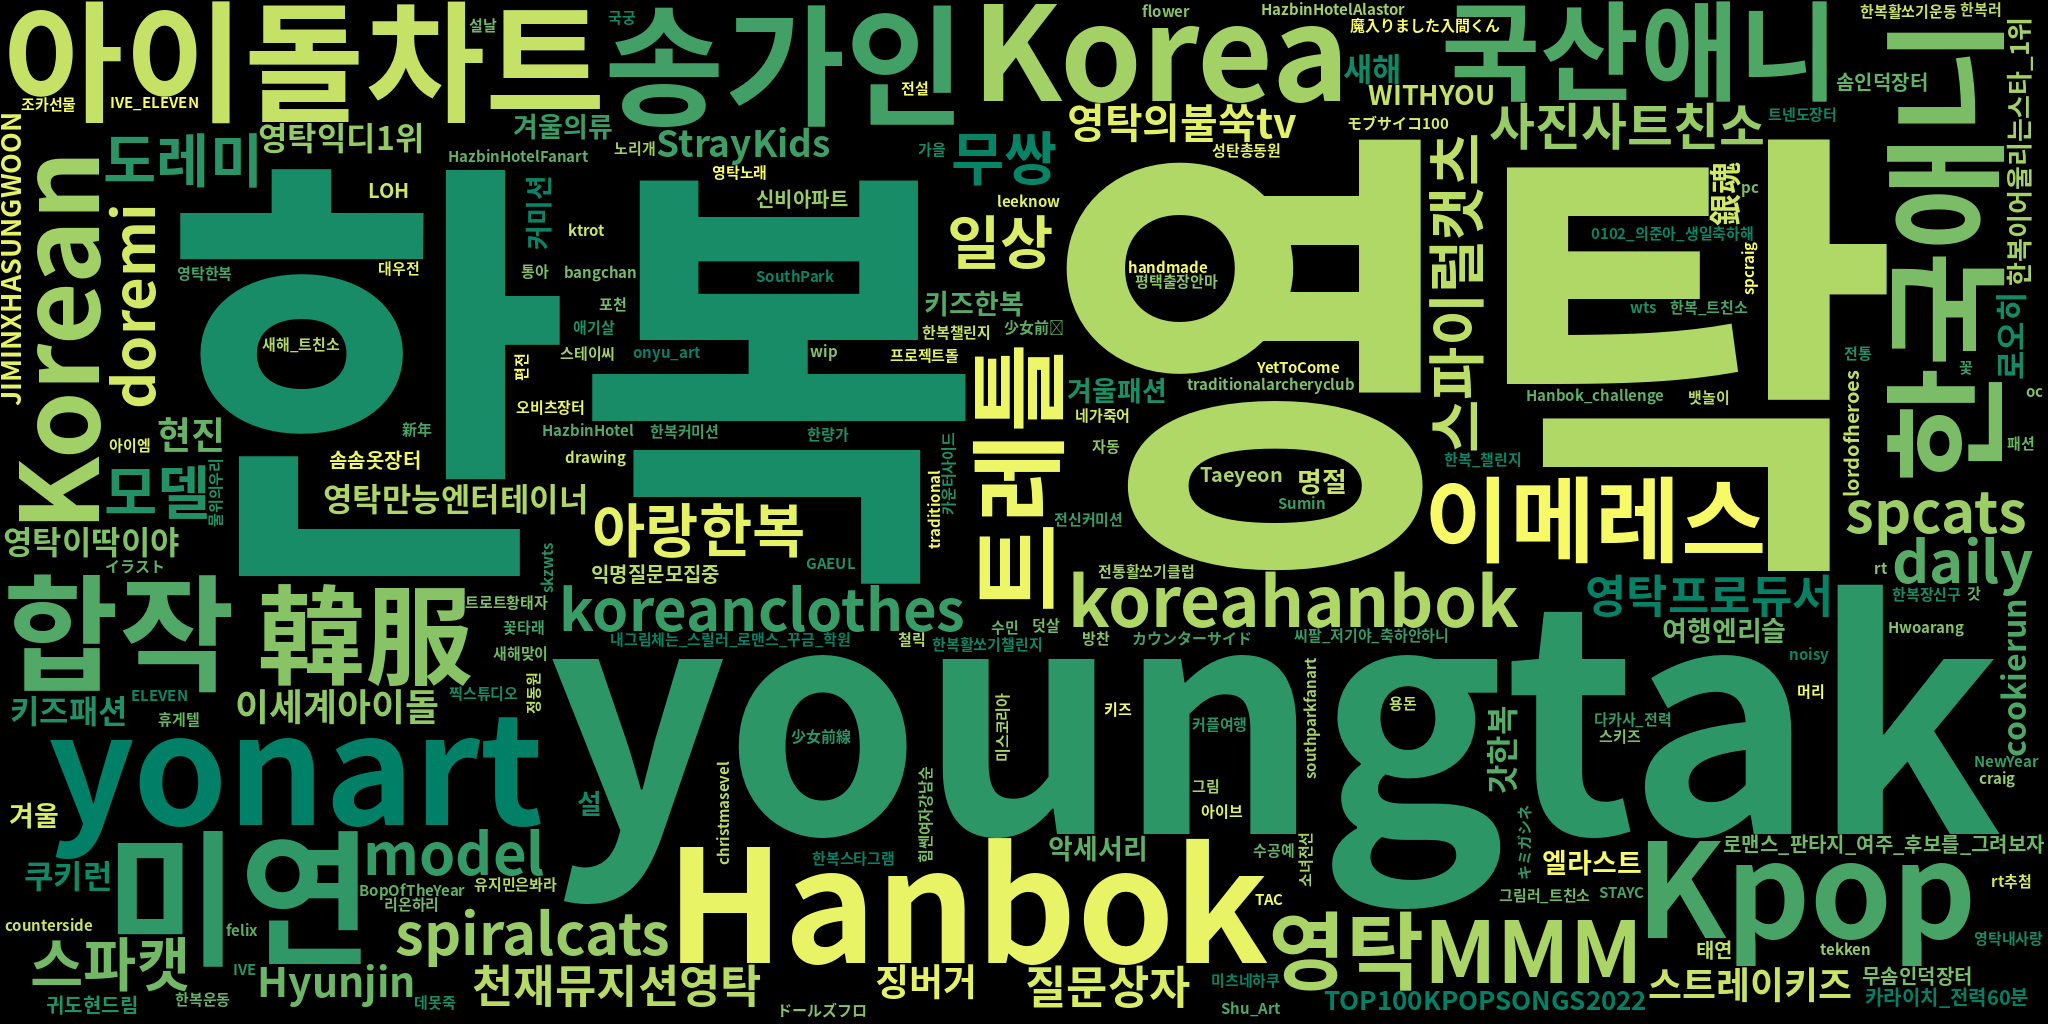 아이돌차트
송가인
Korea
국산애니
한국애니
설날
국궁
flower
HazbinHotelAlastor
魔入りました入間くん
새해
한복활쏘기운동
한복러
한복이어울리는스타_1위
솜인덕장터
조카선물
IVE_ELEVEN
전설
WITHYOU
JIMINXHASUNGWOON
Korean
도레미
doremi
영탁익디1위
겨울의류
노리개
StrayKids
가을
무쌍
영탁의불쑥tv
성탄총동원
モブサイコ100
사진사트친소
트넨도장터
HazbinHotelFanart
영탁노래
LOH
커미션
ktrot
신비아파트
leeknow
일상
스파이럴캣츠
銀魂
pc
0102_의준아_생일축하해
영탁한복
대우전
통아
bangchan
SouthPark
handmade
평택출장안마
spcraig
한복
영탁
포천
키즈한복
wts
한복_트친소
로오히
새해_트친소
애기살
한복챌린지
少女前
편전
스테이씨
onyu_art
wip
프로젝트돌
YetToCome
전통
꽃
traditionalarcheryclub
겨울패션
Hanbok_challenge
뱃놀이
oc
오비츠장터
트레틀
네가죽어
lordofheroes
현진
新年
HazbinHotel
한복커미션
한량가
자동
패션
아이엠
모델
물위의우리
솜솜옷장터
drawing
traditional
카운터사이드
한복_챌린지
Taeyeon
명절
Sumin
영탁만능엔터테이너
아랑한복
전신커미션
이메레스
spcats
영탁이딱이야
イラスト
익명질문모집중
GAEUL
전통활쏘기클럽
rt
daily
합작
韓服
skzwts
트로트황태자
koreanclothes
koreahanbok
영탁프로듀서
한복장신구
갓
꽃타래
내그림체는_스릴러_로맨스_꾸금_학원
철릭
한복활쏘기챌린지
수민
덧살
방찬
カウンターサイド
씨팔_저기야_축하안하니
여행엔리슬
Hwoarang
새해맞이
noisy
cookierun
키즈패션
ELEVEN
휴게텔
이세계아이돌
찍스튜디오
정동원
youngtak
미스코리아
키즈
southparkfanart
용돈
머리
yonart
少女前線
커플여행
갓한복
다카사_전력
스키즈
NewYear
craig
겨울
설
christmasevel
힘쎈여자강남순
그림
아이브
キミガシネ
미연
model
쿠키런
한복스타그램
악세서리
수공예
소녀전선
엘라스트
로맨스_판타지_여주_후보를_그려보자
BopOfTheYear
유지민은봐라
리온하리
Hanbok
TAC
그림러_트친소
STAYC
Kpop
rt추첨
counterside
felix
spiralcats
영탁MMM
태연
tekken
영탁내사랑
스파캣
IVE
Hyunjin
천재뮤지션영탁
징버거
질문상자
미츠네하쿠
스트레이키즈
무솜인덕장터
귀도현드림
한복운동
데못죽
ドールズフロ
Shu_Art
TOP100KPOPSONGS2022
카라이치_전력60분